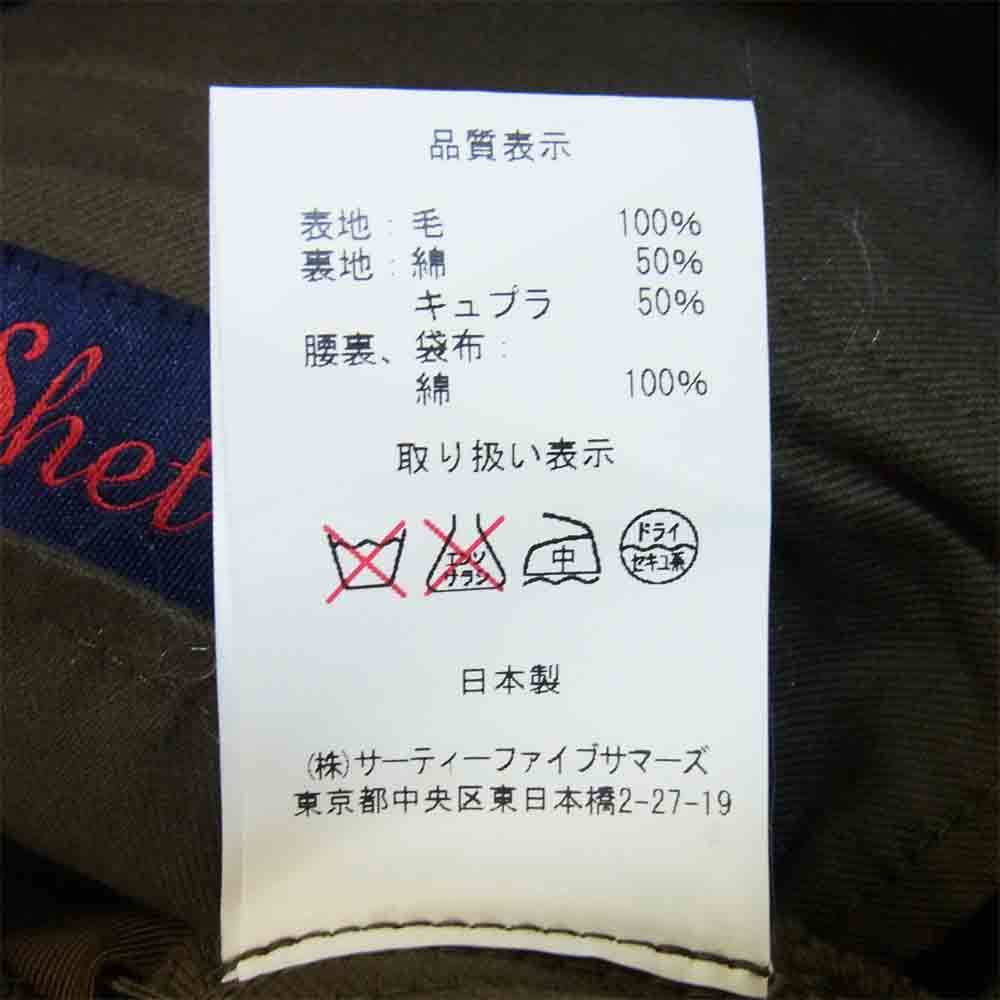 品質表示
表地：毛 100%
裏地：綿 50%
キュプラ 50%
腰裏、袋布：
綿 100%
取り扱い表示
エンソ
サラシ
中
ドライ
セキユ系
日本製
(株)サーティーファイブサマーズ
東京都中央区東日本橋2-27-19
Shet